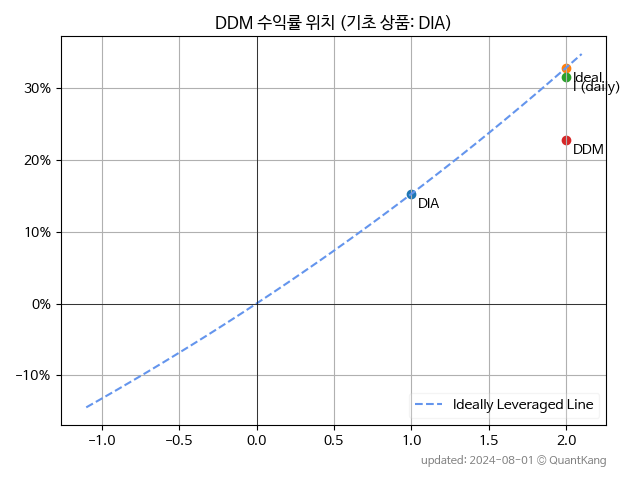 DDM 수익률 위치 (기초 상품: DIA)
30%
20%
10%
0%
−10%
Ideal
I (daily)
DDM
DIA
Ideally Leveraged Line
−1.0 −0.5 0.0 0.5 1.0 1.5 2.0
updated: 2024-08-01 © QuantKang